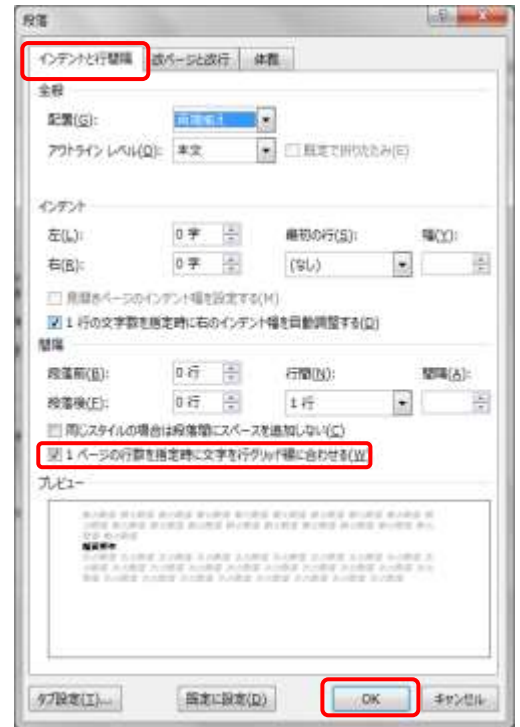 段落
インデントと行間隔 改ページと改行 体裁
全般
配置(G): 両端揃え
アウトライン レベル(O): 本文 既定で折りたたみ(E)
インデント
左(L): 0 字 最初の行(S): 幅(Y):
右(R): 0 字 (なし)
見開きページのインデント幅を設定する(M)
1 行の文字数を指定時に右のインデント幅を自動調整する(D)
間隔
段落前(B): 0 行 行間(N): 間隔(A):
段落後(F): 0 行 1 行
同じスタイルの場合は段落間にスペースを追加しない(C)
1 ページの行数を指定時に文字を行グリッド線に合わせる(W)
プレビュー
タブ設定(T)... 既定に設定(D) OK キャンセル